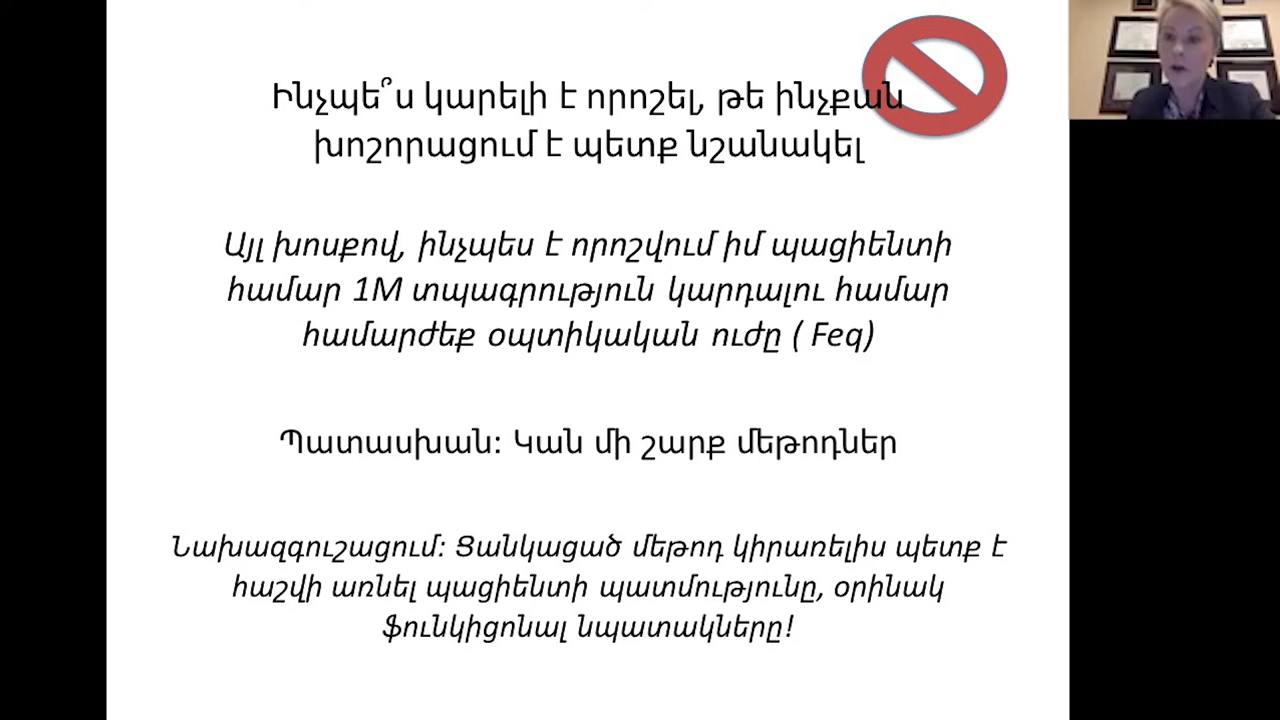 Ինչպե՞ս կարելի է որոշել, թե ինչքան
խոշորացում է պետք նշանակել
Այլ խոսքով, ինչպես է որոշվում իմ պացիենտի
համար 1M տպագրություն կարդալու համար
համարժեք օպտիկական ուժը ( Feq)
Պատասխան: Կան մի շարք մեթոդներ
Նախազգուշացում: Ցանկացած մեթոդ կիրառելիս պետք է
հաշվի առնել պացիենտի պատմությունը, օրինակ
ֆունկիցոնալ նպատակները!